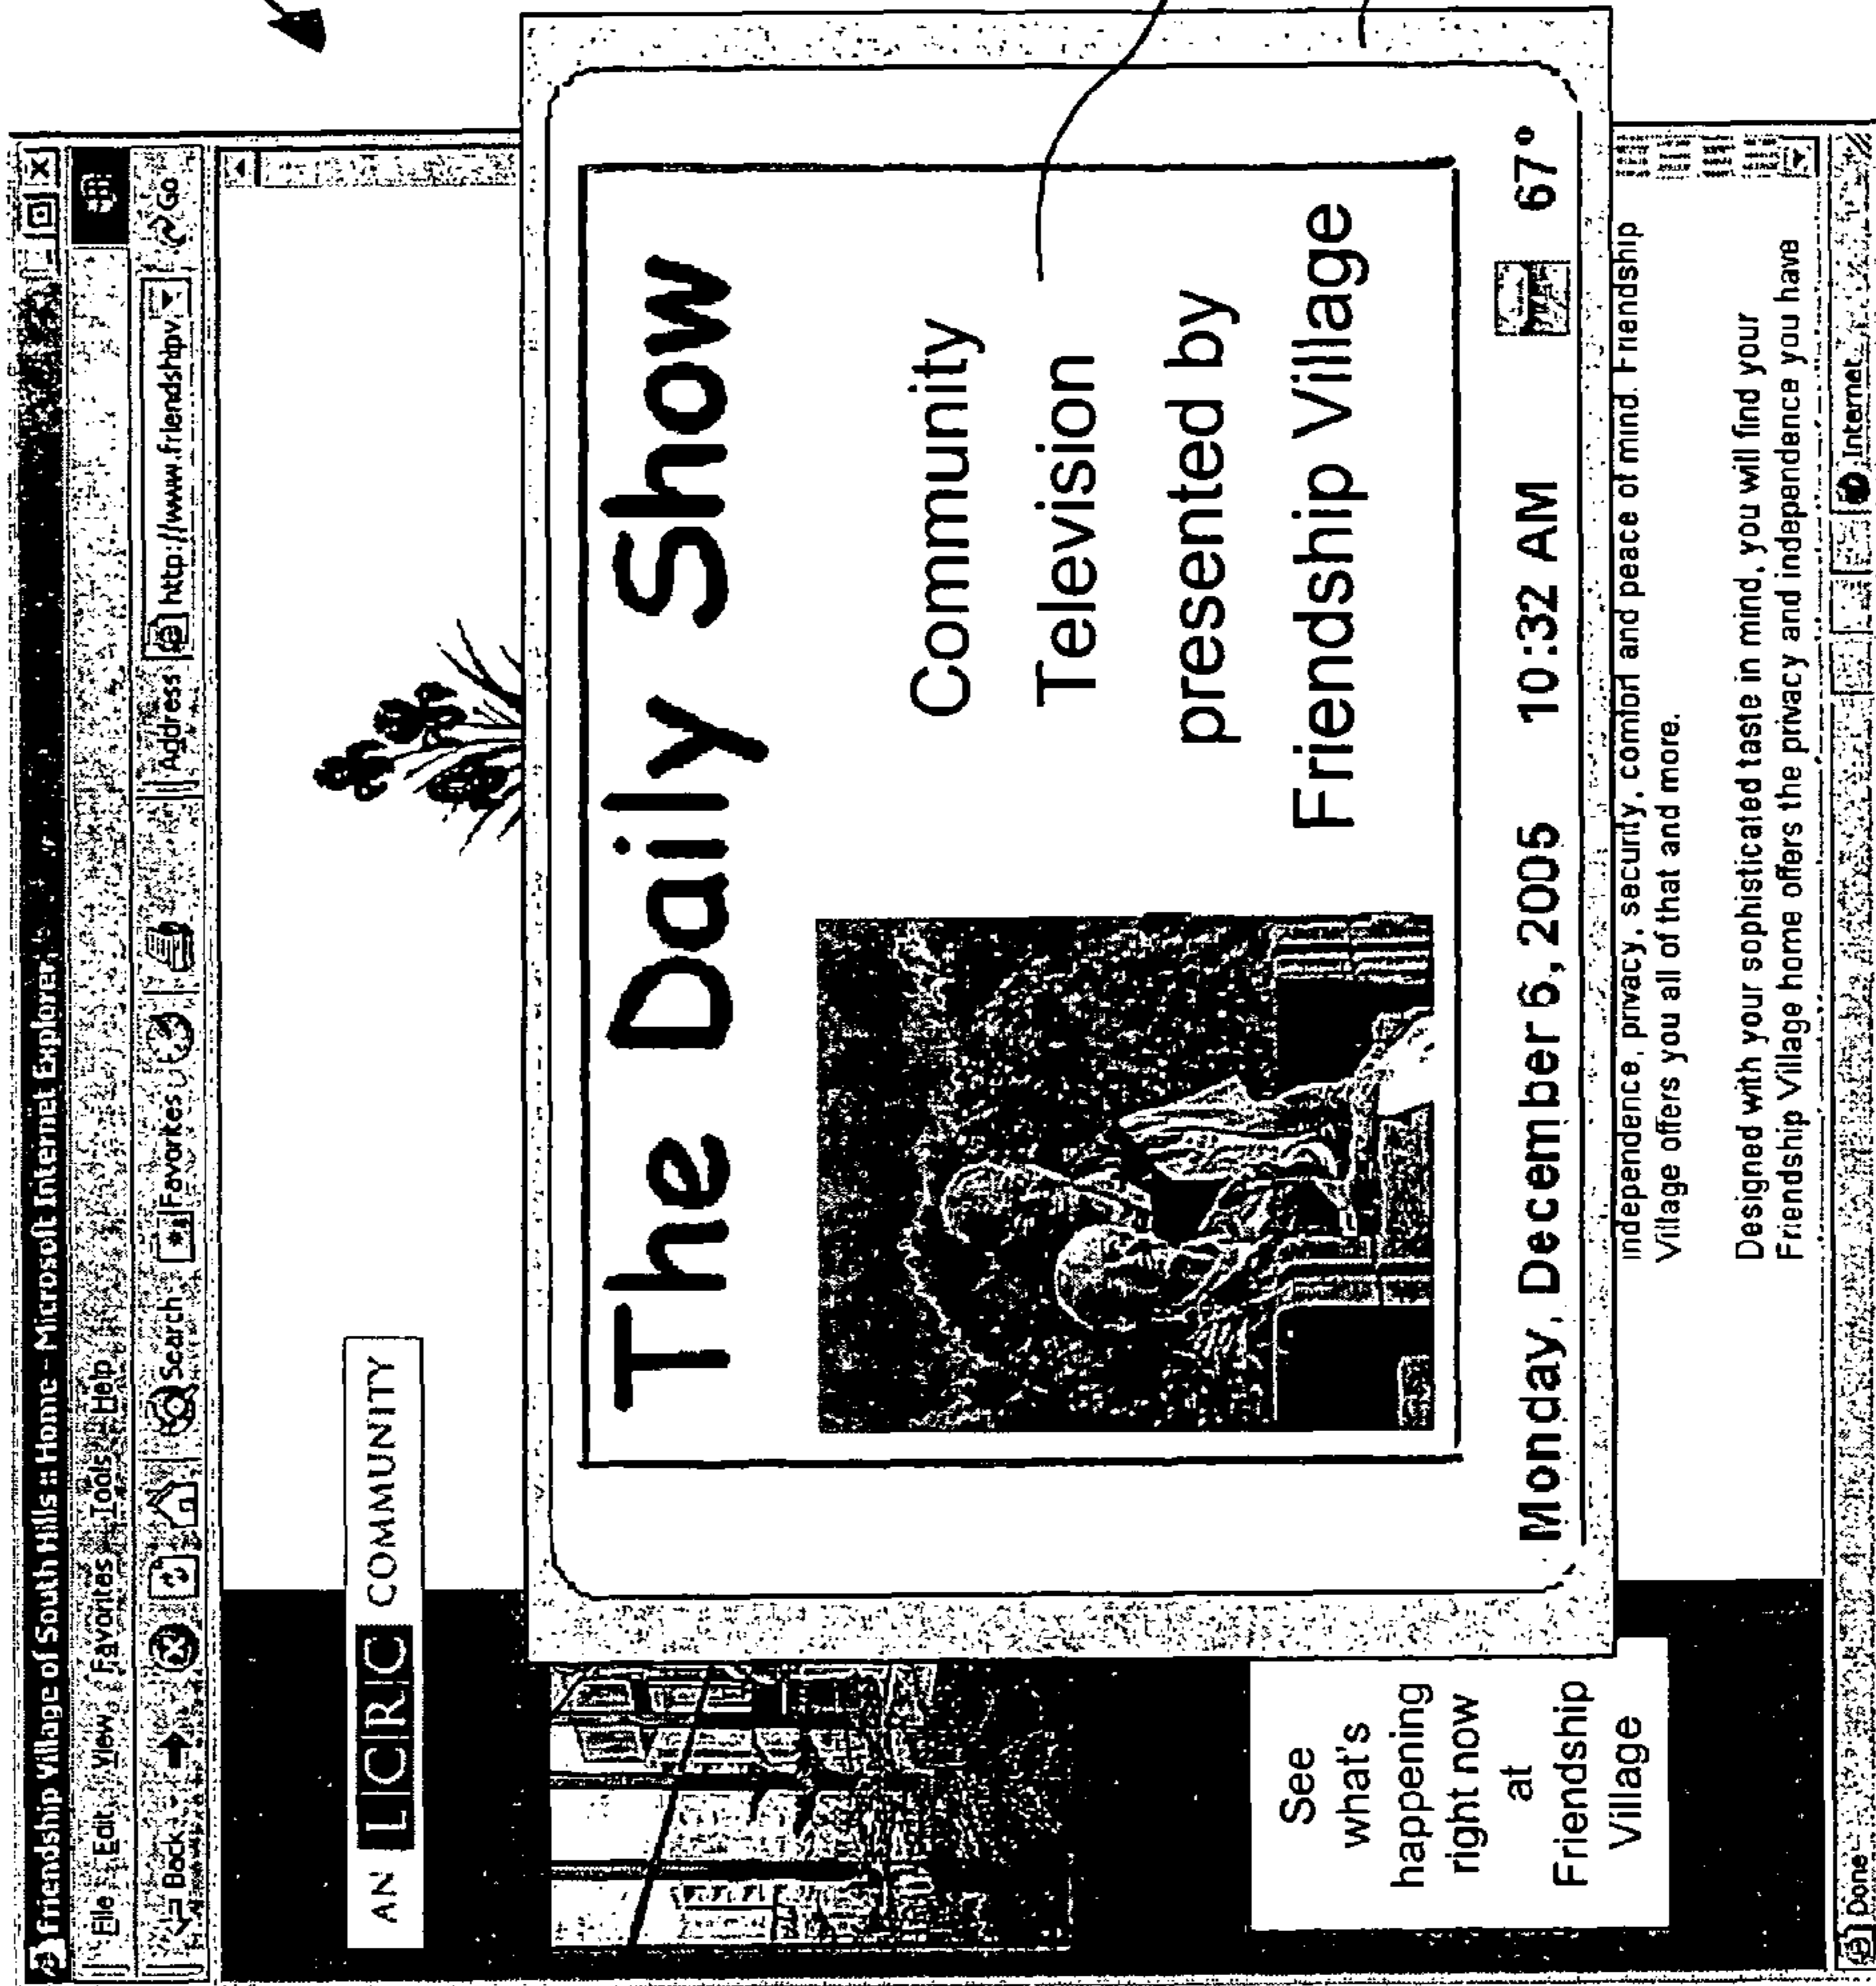 Friendship Village of South Hills :: Home - Microsoft Internet Explorer
File Edit View Favorites Tools Help
Back Search Favorites Address http://www.friendshipv Go
AN L|C|R|C COMMUNITY
The Daily Show
Community
Television
presented by
Friendship Village
Monday, December 6, 2005 10:32 AM 67°
See
what's
happening
right now
at
Friendship
Village
independence, privacy, security, comfort and peace of mind. Friendship
Village offers you all of that and more.
Designed with your sophisticated taste in mind, you will find your
Friendship Village home offers the privacy and independence you have
Done Internet